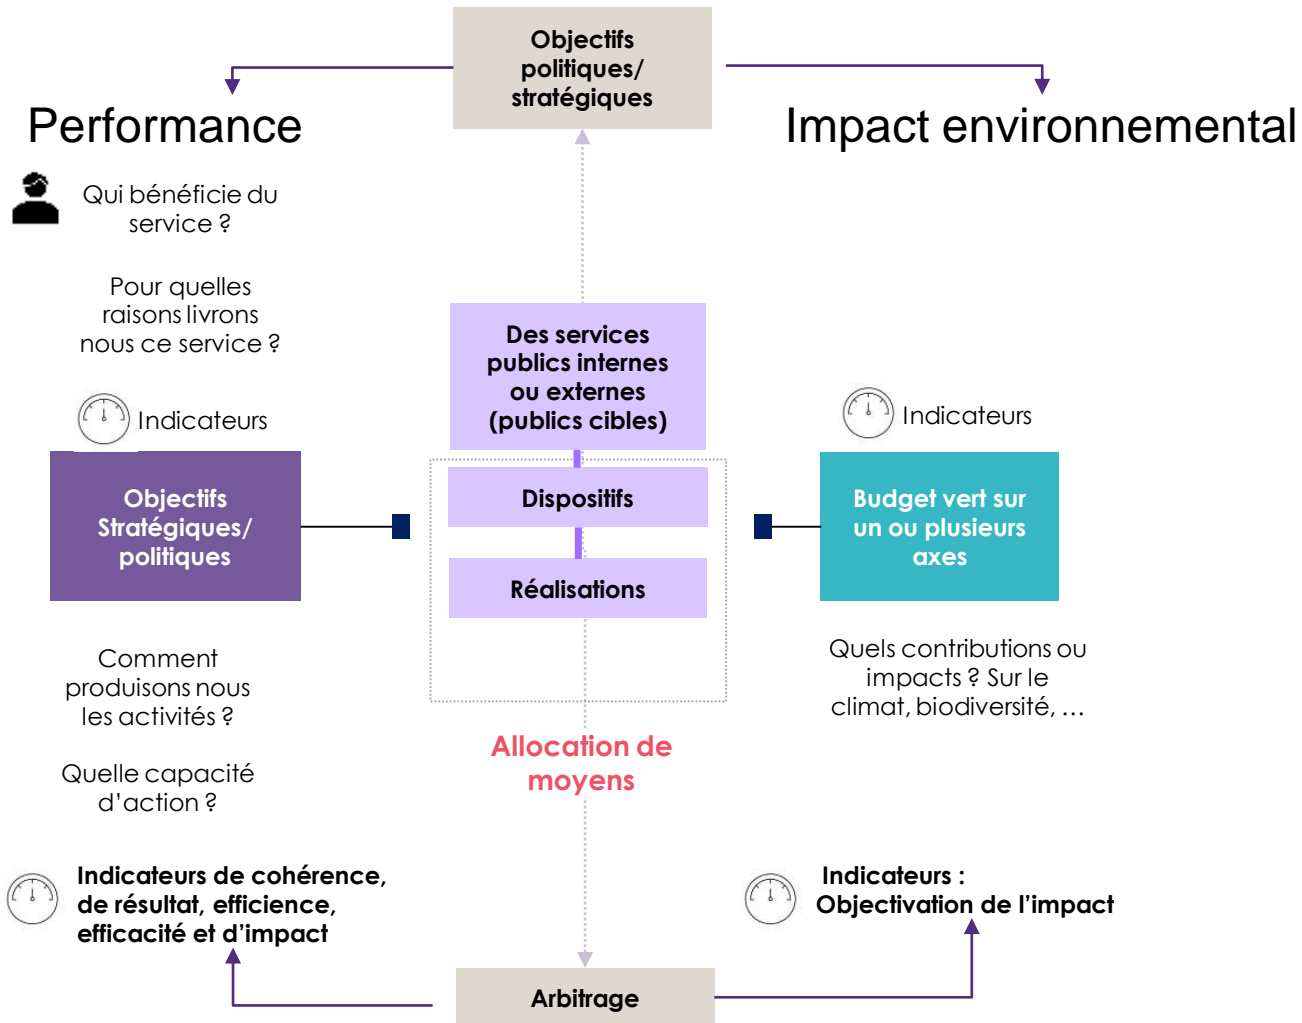 Objectifs
politiques/
stratégiques
Performance
Impact environnemental
Qui bénéficie du
service ?
Pour quelles
raisons livrons
nous ce service ?
Indicateurs
Objectifs
Stratégiques/
politiques
Comment
produisons nous
les activités ?
Quelle capacité
d’action ?
Indicateurs de cohérence,
de résultat, efficience,
efficacité et d’impact
Des services
publics internes
ou externes
(publics cibles)
Dispositifs
Réalisations
Allocation de
moyens
Arbitrage
Indicateurs
Budget vert sur
un ou plusieurs
axes
Quels contributions ou
impacts ? Sur le
climat, biodiversité, …
Indicateurs :
Objectivation de l’impact